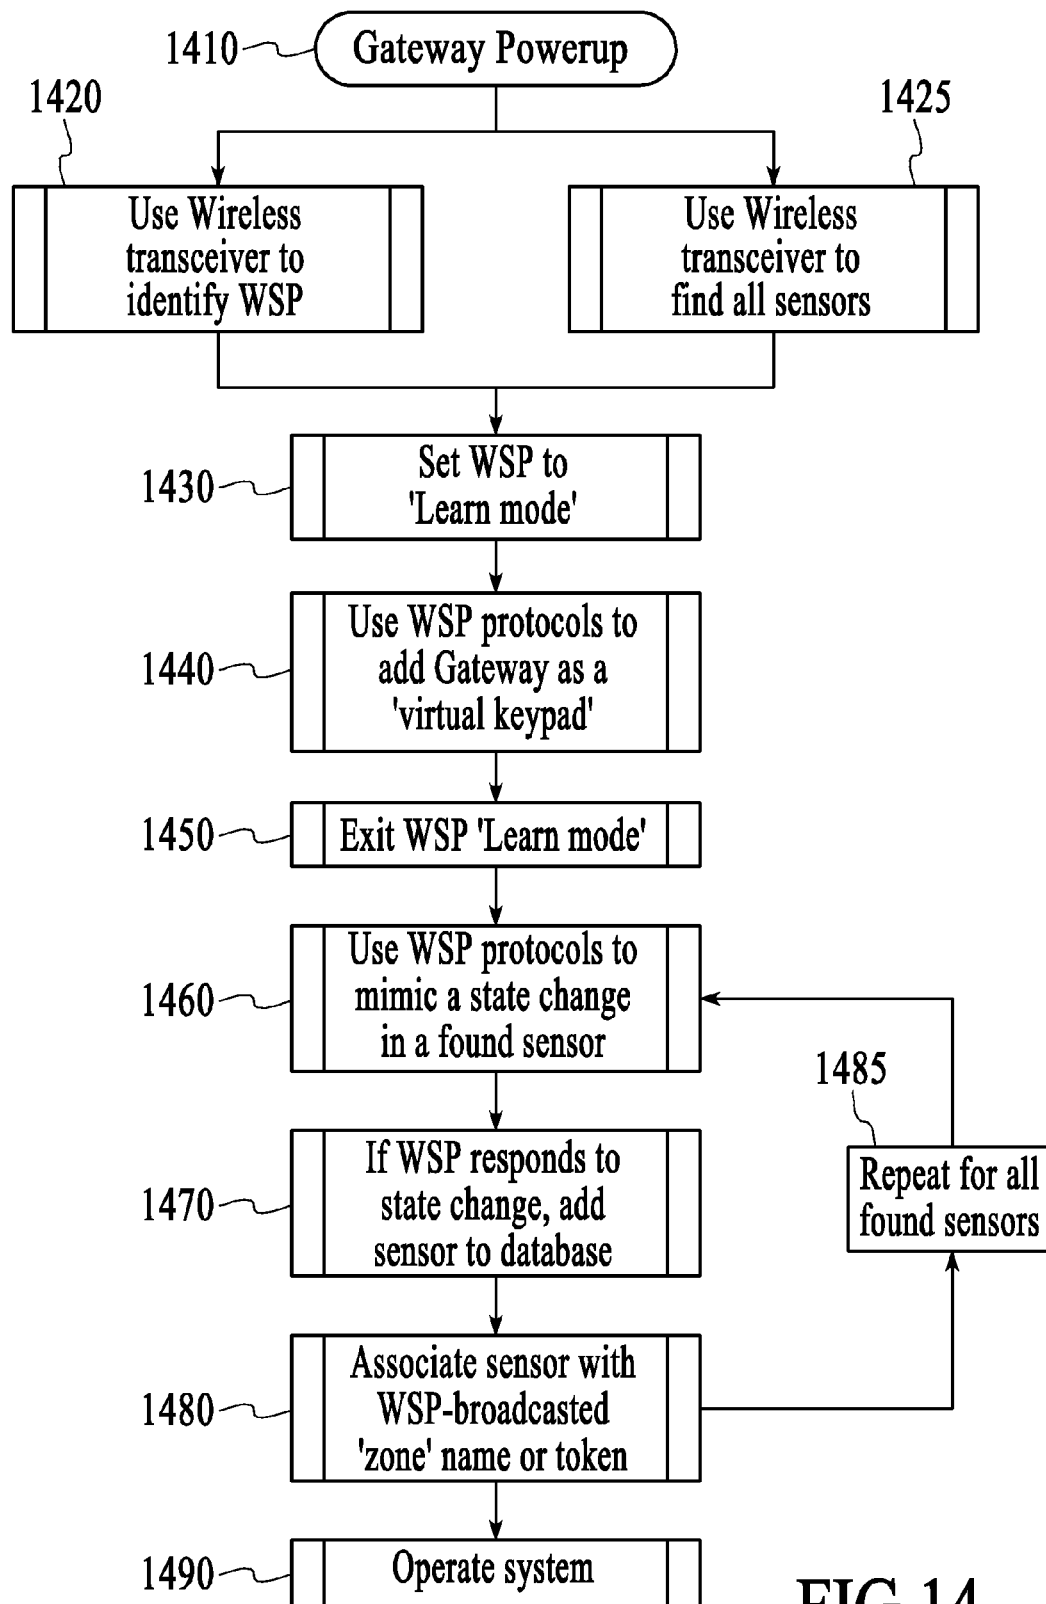 1410
Gateway Powerup
1420
1425
Use Wireless
transceiver to
identify WSP
Use Wireless
transceiver to
find all sensors
1430
Set WSP to
'Learn mode'
1440
Use WSP protocols to
add Gateway as a
'virtual keypad'
1450
Exit WSP 'Learn mode'
1460
Use WSP protocols to
mimic a state change
in a found sensor
1485
Repeat for all
found sensors
1470
If WSP responds to
state change, add
sensor to database
1480
Associate sensor with
WSP-broadcasted
'zone' name or token
1490
Operate system
FIG.14